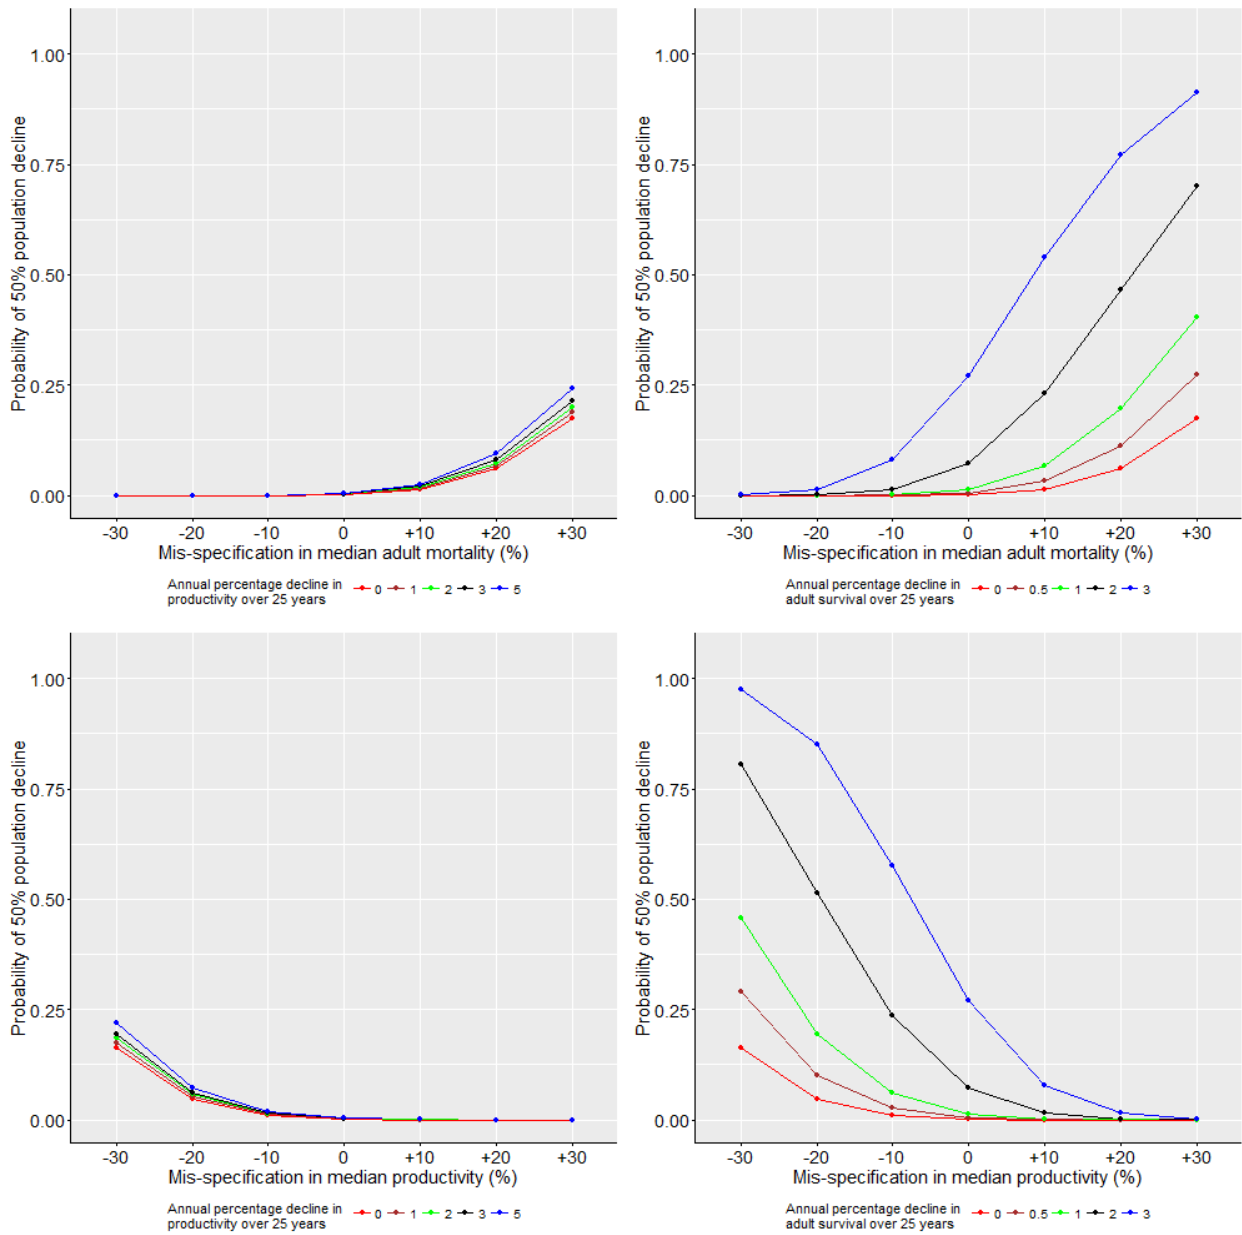 Probability of 50% population decline
1.00
0.75
0.50
0.25
0.00
-30 -20 -10 0 +10 +20 +30
Mis-specification in median adult mortality (%)
Annual percentage decline in
productivity over 25 years
0 1 2 3 5
Probability of 50% population decline
1.00
0.75
0.50
0.25
0.00
-30 -20 -10 0 +10 +20 +30
Mis-specification in median adult mortality (%)
Annual percentage decline in
adult survival over 25 years
0 0.5 1 2 3
Probability of 50% population decline
1.00
0.75
0.50
0.25
0.00
-30 -20 -10 0 +10 +20 +30
Mis-specification in median productivity (%)
Annual percentage decline in
productivity over 25 years
0 1 2 3 5
Probability of 50% population decline
1.00
0.75
0.50
0.25
0.00
-30 -20 -10 0 +10 +20 +30
Mis-specification in median productivity (%)
Annual percentage decline in
adult survival over 25 years
0 0.5 1 2 3